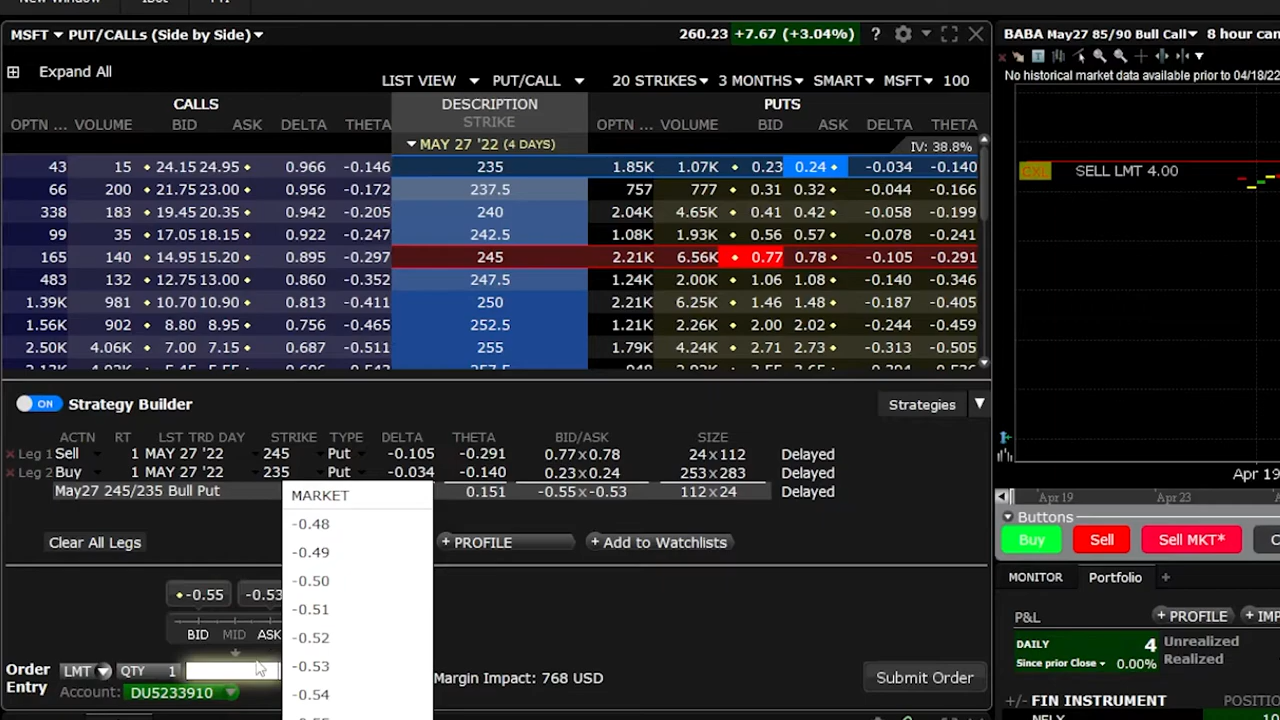 MSFT PUT/CALLs (Side by Side) 260.23 +7.67 (+3.04%) ?
Expand All
LIST VIEW PUT/CALL 20 STRIKES 3 MONTHS SMART MSFT 100
CALLS DESCRIPTION PUTS
OPTN ... VOLUME BID ASK DELTA THETA STRIKE OPTN ... VOLUME BID ASK DELTA THETA
MAY 27 '22 (4 DAYS) IV: 38.8%
43 15 24.15 24.95 0.966 -0.146 235 1.85K 1.07K 0.23 0.24 -0.034 -0.140
66 200 21.75 23.00 0.956 -0.172 237.5 757 777 0.31 0.32 -0.044 -0.166
338 183 19.45 20.35 0.942 -0.205 240 2.04K 4.65K 0.41 0.42 -0.058 -0.199
99 35 17.05 18.15 0.922 -0.247 242.5 1.08K 1.93K 0.56 0.57 -0.078 -0.241
165 140 14.95 15.20 0.895 -0.297 245 2.21K 6.56K 0.77 0.78 -0.105 -0.291
483 132 12.75 13.00 0.860 -0.352 247.5 1.24K 2.00K 1.06 1.08 -0.140 -0.346
1.39K 981 10.70 10.90 0.813 -0.411 250 2.21K 6.25K 1.46 1.48 -0.187 -0.405
1.56K 902 8.80 8.95 0.756 -0.465 252.5 1.21K 2.26K 2.00 2.02 -0.244 -0.459
2.50K 4.06K 7.00 7.15 0.687 -0.511 255 1.79K 4.24K 2.71 2.73 -0.313 -0.505
ON Strategy Builder Strategies
ACTN RT LST TRD DAY STRIKE TYPE DELTA THETA BID/ASK SIZE
Leg 1 Sell 1 MAY 27 '22 245 Put -0.105 -0.291 0.77 x 0.78 24 x 112 Delayed
Leg 2 Buy 1 MAY 27 '22 235 Put -0.034 -0.140 0.23 x 0.24 253 x 283 Delayed
May27 245/235 Bull Put 0.151 -0.55 x -0.53 112 x 24 Delayed
MARKET
-0.48
-0.49
-0.50
-0.51
-0.52
-0.53
-0.54
Clear All Legs + PROFILE + Add to Watchlists
-0.55 -0.53
BID MID ASK
Order Entry LMT QTY 1
Margin Impact: 768 USD Submit Order
Account: DU5233910
BABA May27 85/90 Bull Call 8 hour can
No historical market data available prior to 04/18/22
CXL SELL LMT 4.00
Apr 19
Apr 19 Apr 23
Buttons
Buy Sell Sell MKT* C
MONITOR Portfolio +
P&L + PROFILE +
DAILY 4 Unrealized
Since prior Close 0.00% Realized
+/- FIN INSTRUMENT